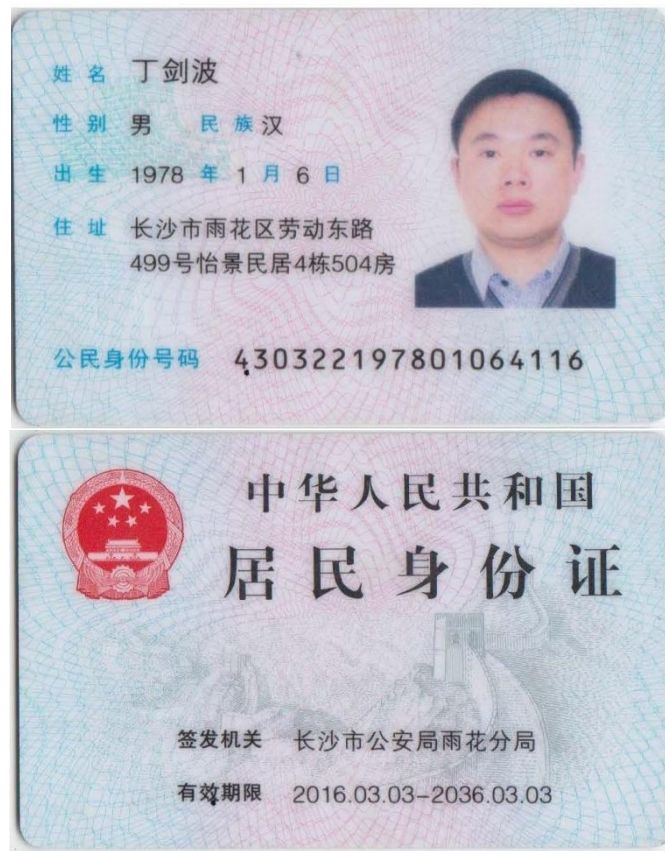 姓名 丁剑波
性别 男 民族 汉
出生 1978 年 1 月 6 日
住址 长沙市雨花区劳动东路
499号怡景民居4栋504房
公民身份号码 430322197801064116
中华人民共和国
居民身份证
签发机关 长沙市公安局雨花分局
有效期限 2016.03.03-2036.03.03